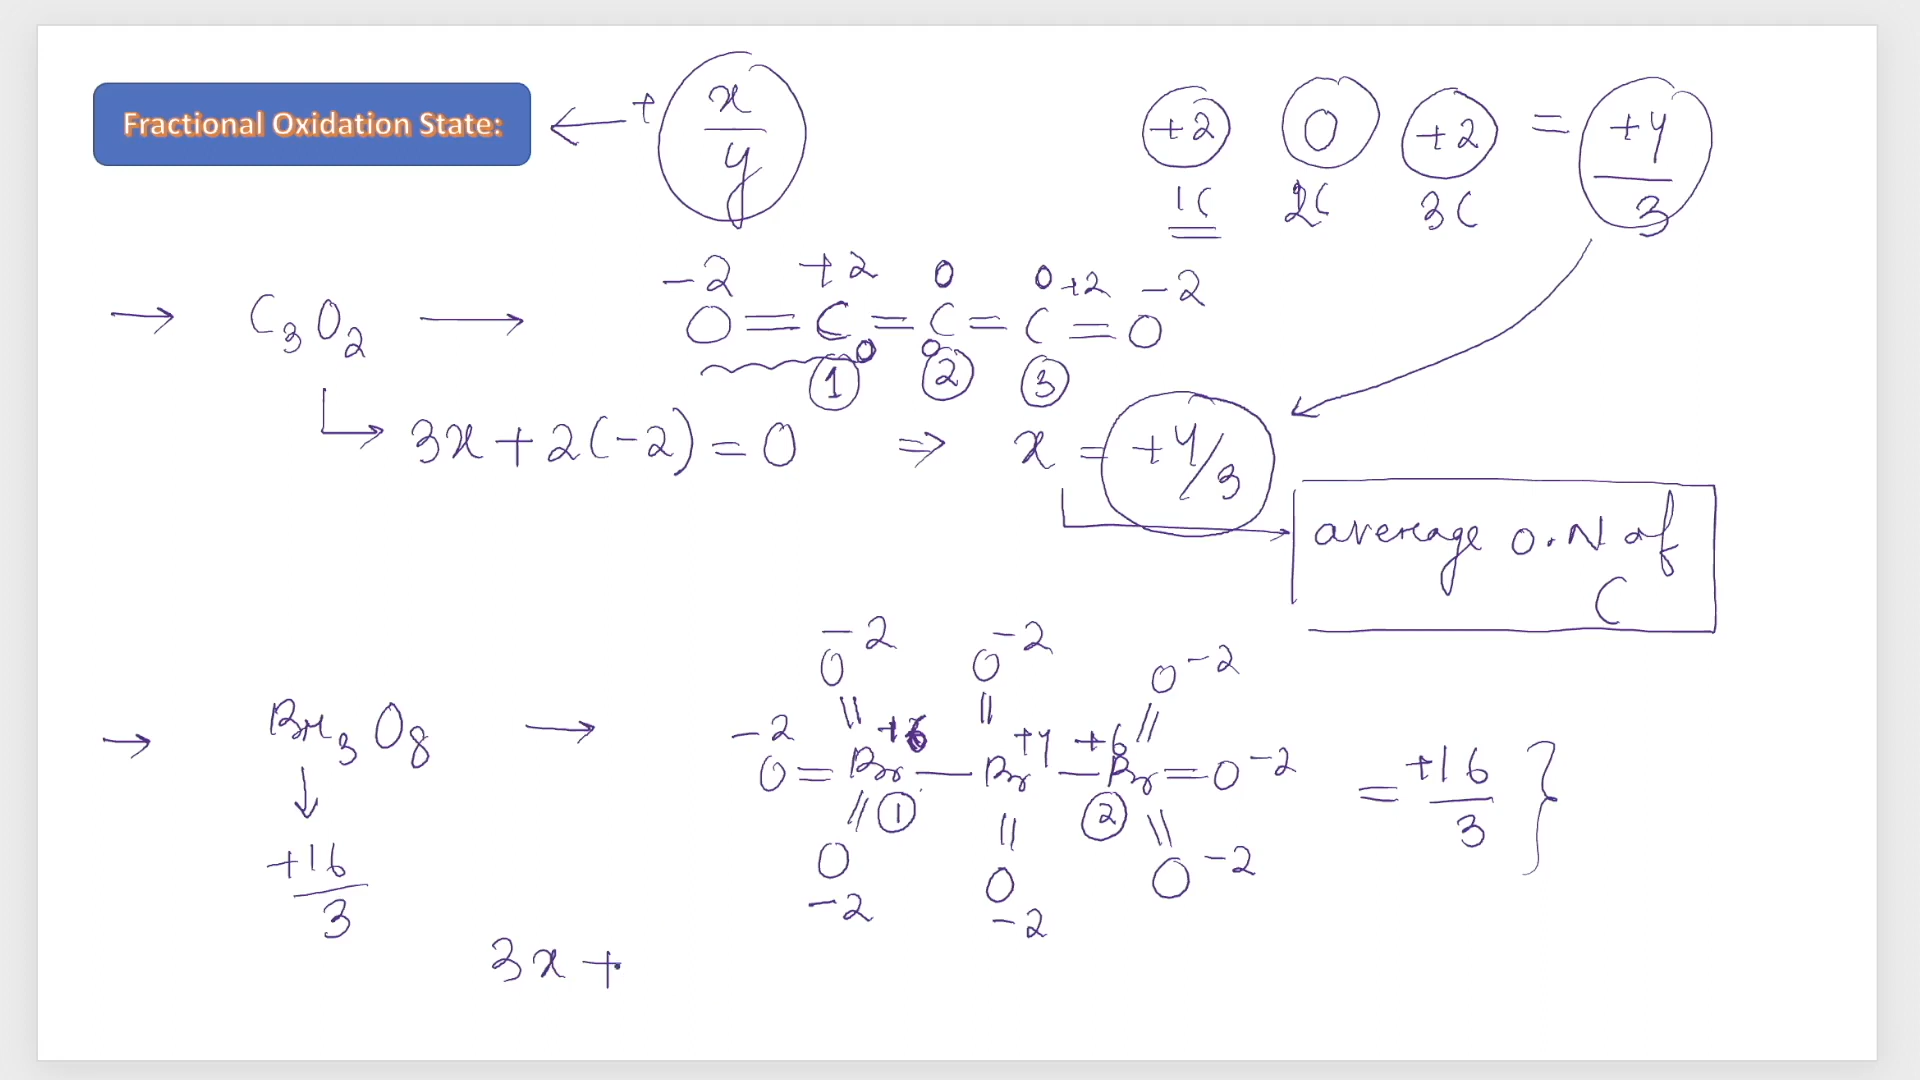 Fractional Oxidation State: ← + x/y
+2 0 +2 = +4/3
1C 2C 3C
-2 +2 0 0 +2 -2
→ C3O2 → O=C=C=C=O
0 0
1 2 3
3x + 2(-2) = 0 ⇒ x = +4/3
average O.N of
C
-2 -2
O O O -2
-2 +6 +4 +6
→ Br3O8 → O=Br—Br—Br=O -2 = +16/3 }
1 2
+16/3
O O O -2
-2 -2
3x +